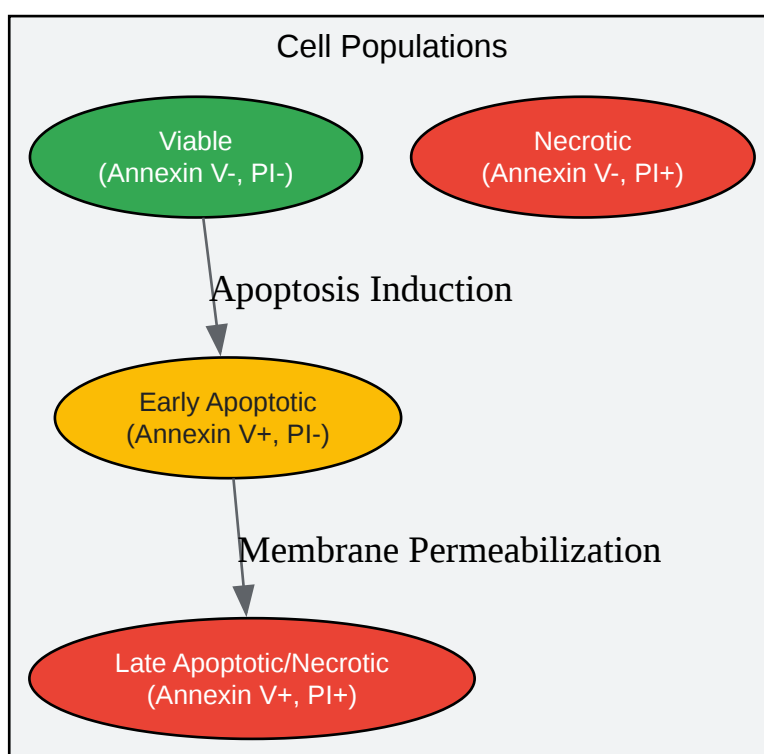 Cell Populations
Viable
(Annexin V-, PI-)
Necrotic
(Annexin V-, PI+)
Apoptosis Induction
Early Apoptotic
(Annexin V+, PI-)
Membrane Permeabilization
Late Apoptotic/Necrotic
(Annexin V+, PI+)